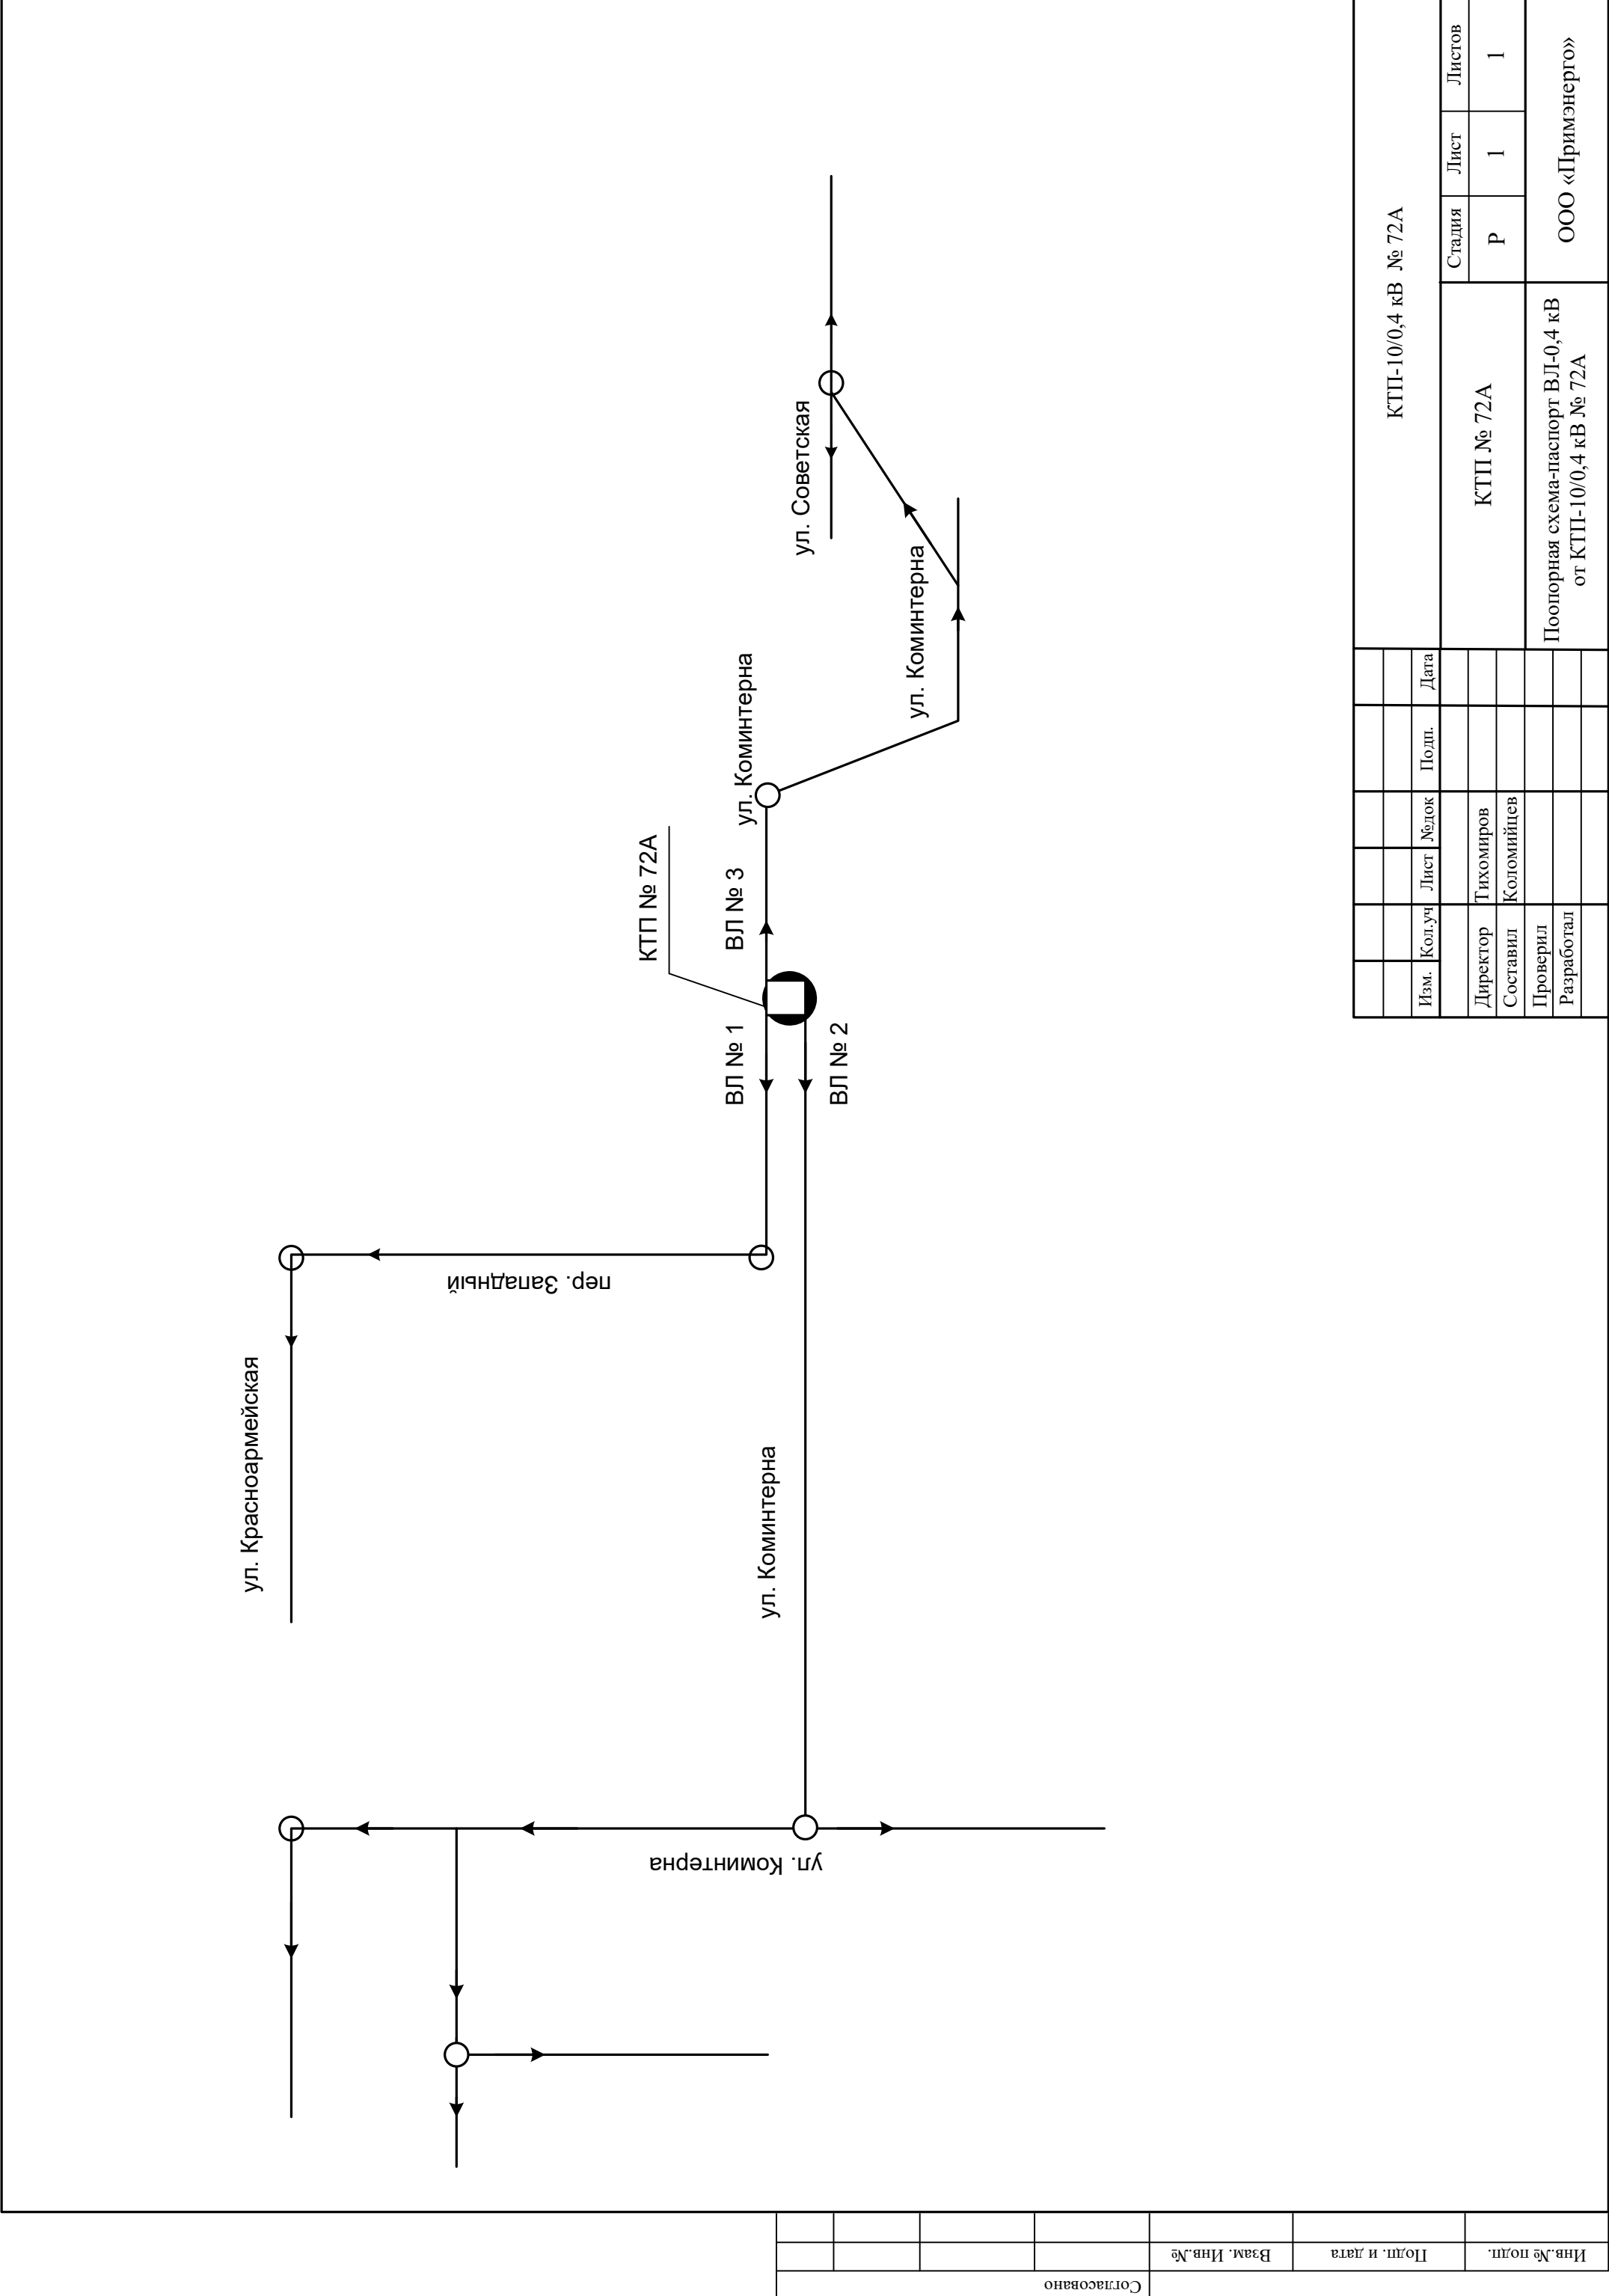 ул. Красноармейская
пер. Западный
КТП № 72А
ВЛ № 1
ВЛ № 3
ВЛ № 2
ул. Коминтерна
ул. Коминтерна
ул. Коминтерна
ул. Коминтерна
ул. Советская
КТП-10/0,4 кВ № 72А
Изм. Кол.уч Лист №док Подп. Дата
Директор Тихомиров
Составил Коломийцев
Проверил
Разработал
КТП № 72А
Стадия Лист Листов
Р 1 1
Поопорная схема-паспорт ВЛ-0,4 кВ
от КТП-10/0,4 кВ № 72А
ООО «Примэнерго»
Согласовано
Взам. Инв.№
Подп. и дата
Инв.№ подп.